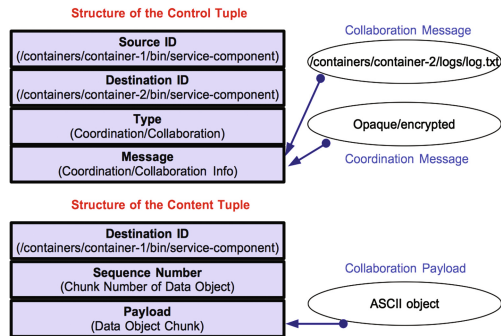 Structure of the Control Tuple
Collaboration Message
Source ID
(/containers/container-1/bin/service-component)
/containers/container-2/logs/log.txt)
Destination ID
(/containers/container-2/bin/service-component)
Type
(Coordination/Collaboration)
Opaque/encrypted
Message
(Coordination/Collaboration Info)
Coordination Message
Structure of the Content Tuple
Destination ID
(/containers/container-1/bin/service-component)
Sequence Number
(Chunk Number of Data Object)
Collaboration Payload
Payload
(Data Object Chunk)
ASCII object